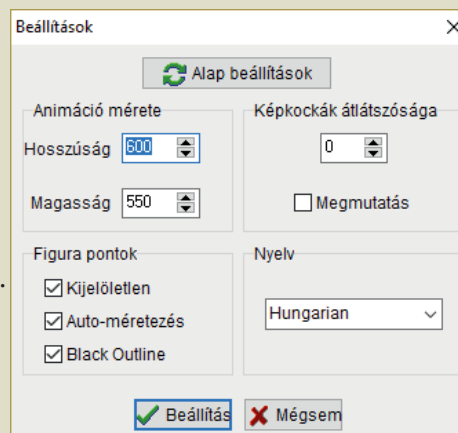 Beállítások
Alap beállítások
Animáció mérete
Hosszúság 600
Magasság 550
Képkockák átlátszósága
0
Megmutatás
Figura pontok
Kijelöletlen
Auto-méretezés
Black Outline
Nyelv
Hungarian
Beállítás Mégsem